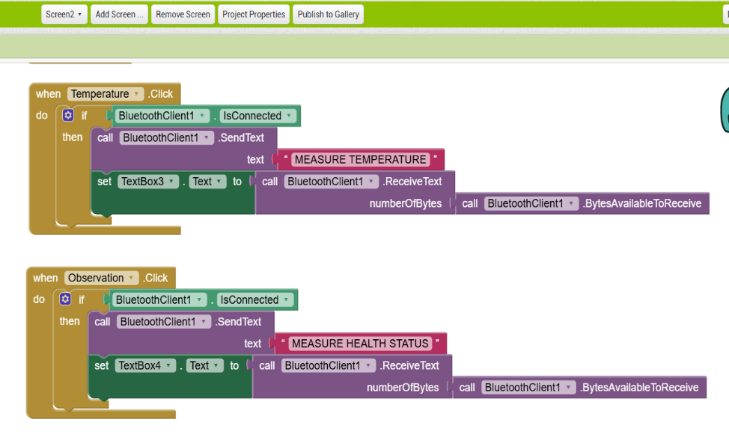 Screen2 Add Screen ... Remove Screen Project Properties Publish to Gallery
when Temperature .Click
do if BluetoothClient1 . IsConnected
then call BluetoothClient1 .SendText
text " MEASURE TEMPERATURE "
set TextBox3 . Text to call BluetoothClient1 .ReceiveText
numberOfBytes call BluetoothClient1 .BytesAvailableToReceive
when Observation .Click
do if BluetoothClient1 . IsConnected
then call BluetoothClient1 .SendText
text " MEASURE HEALTH STATUS "
set TextBox4 . Text to call BluetoothClient1 .ReceiveText
numberOfBytes call BluetoothClient1 .BytesAvailableToReceive